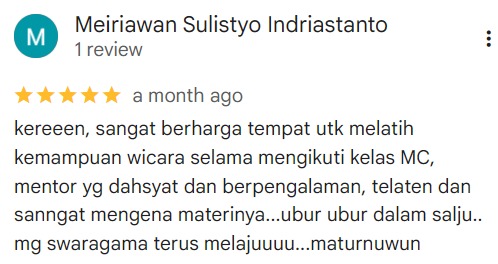 M
Meiriawan Sulistyo Indriastanto
1 review
a month ago
kereeen, sangat berharga tempat utk melatih
kemampuan wicara selama mengikuti kelas MC,
mentor yg dahsyat dan berpengalaman, telaten dan
sanngat mengena materinya...ubur ubur dalam salju..
mg swaragama terus melajuuuu...maturnuwun